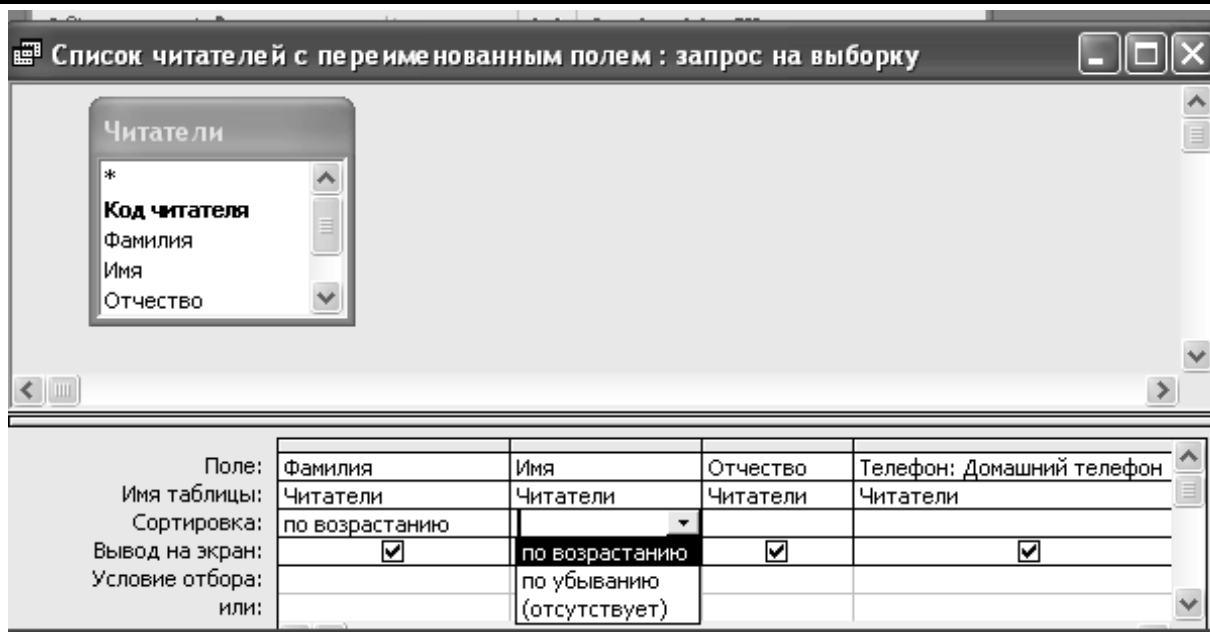 Список читателей с переименованным полем : запрос на выборку
Читатели
*
Код читателя
Фамилия
Имя
Отчество
Поле: Фамилия Имя Отчество Телефон: Домашний телефон
Имя таблицы: Читатели Читатели Читатели Читатели
Сортировка: по возрастанию
Вывод на экран: по возрастанию
Условие отбора: по убыванию
или: (отсутствует)